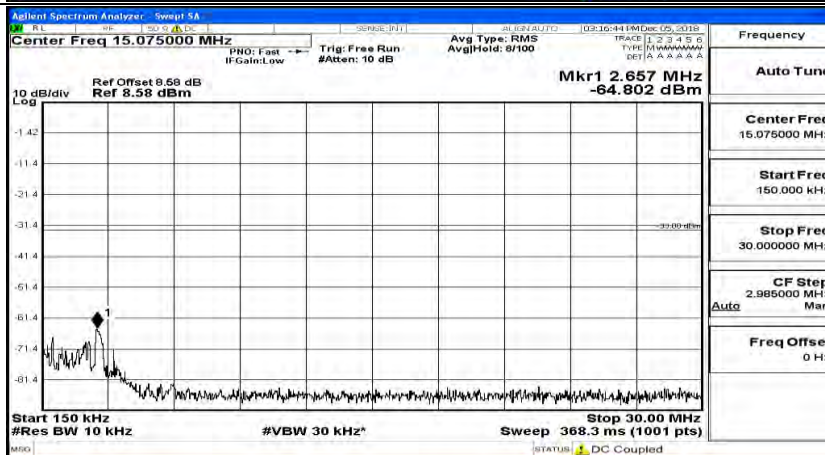 Agilent Spectrum Analyzer - Swept SA
RL RF 50 Ω DC SENSE:INT ALIGN AUTO 03:16:44 PM Dec 05, 2018
Center Freq 15.075000 MHz
PNO: Fast
IFGain:Low
Trig: Free Run
#Atten: 10 dB
Avg Type: RMS
Avg|Hold: 8/100
TRACE 1 2 3 4 5 6
TYPE MWWWWW
DET A A A A A A
Frequency
Ref Offset 8.58 dB
10 dB/div Ref 8.58 dBm
Log
Mkr1 2.657 MHz
-64.802 dBm
Auto Tune
-1.42
-11.4
-21.4
-31.4
-41.4
-51.4
-61.4
-71.4
-81.4
1
Center Freq
15.075000 MHz
Start Freq
150.000 kHz
Stop Freq
30.000000 MHz
CF Step
2.985000 MHz
Auto Man
Freq Offset
0 Hz
Start 150 kHz
Stop 30.00 MHz
#Res BW 10 kHz #VBW 30 kHz* Sweep 368.3 ms (1001 pts)
MSG STATUS DC Coupled